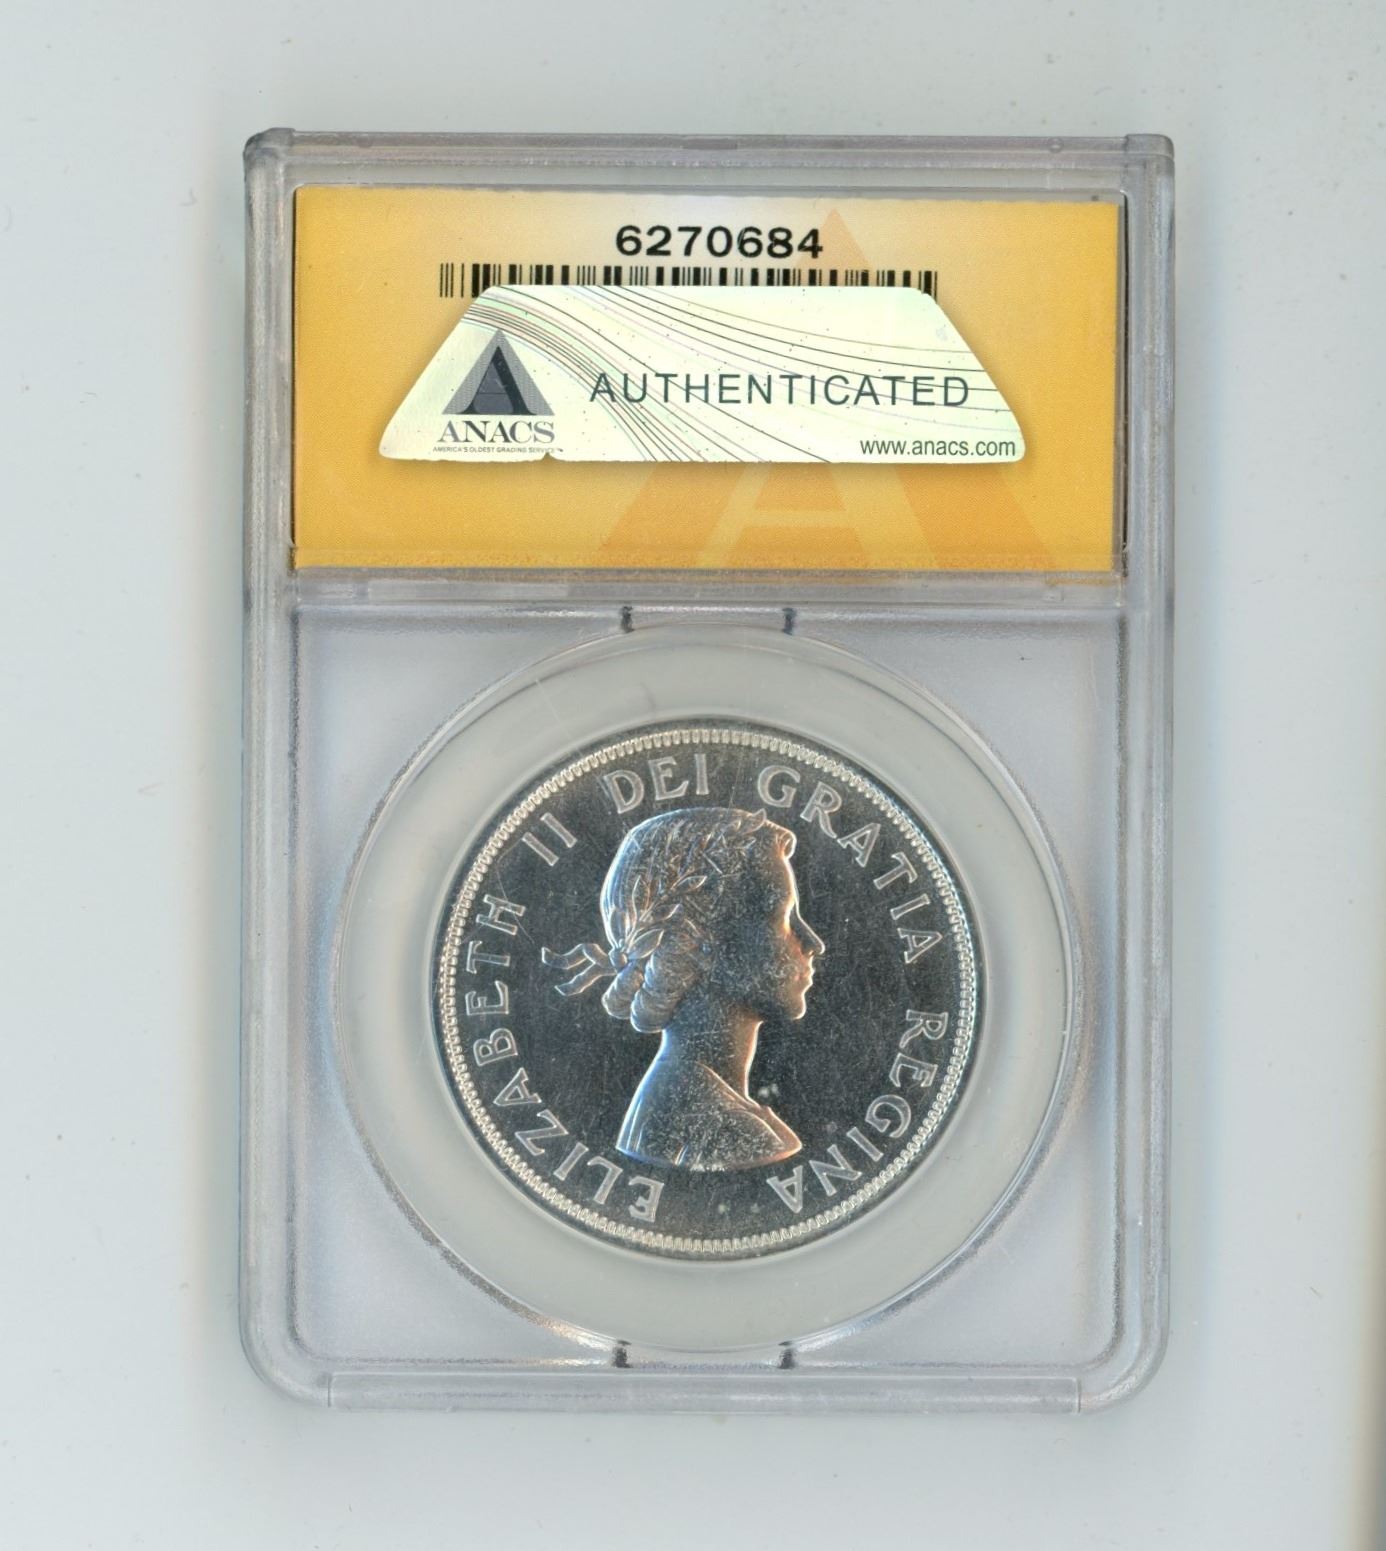 6270684
AUTHENTICATED
ANACS
AMERICA'S OLDEST GRADING SERVICE
www.anacs.com
ELIZABETH II DEI GRATIA REGINA